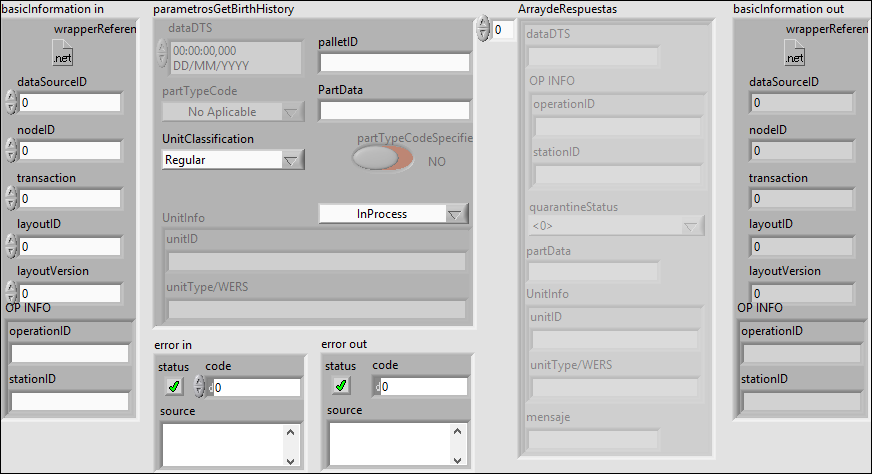 basicInformation in
wrapperReferen
.net
dataSourceID
0
nodeID
0
transaction
0
layoutID
0
layoutVersion
0
OP INFO
operationID
stationID
parametrosGetBirthHistory
dataDTS
00:00:00,000
DD/MM/YYYY
palletID
partTypeCode
No Aplicable
PartData
UnitClassification
Regular
partTypeCodeSpecifie
NO
InProcess
UnitInfo
unitID
unitType/WERS
error in
status
code
d0
source
error out
status
code
d0
source
0
ArraydeRespuestas
dataDTS
OP INFO
operationID
stationID
quarantineStatus
<0>
partData
UnitInfo
unitID
unitType/WERS
mensaje
basicInformation out
wrapperReferen
.net
dataSourceID
0
nodeID
0
transaction
0
layoutID
0
layoutVersion
0
OP INFO
operationID
stationID